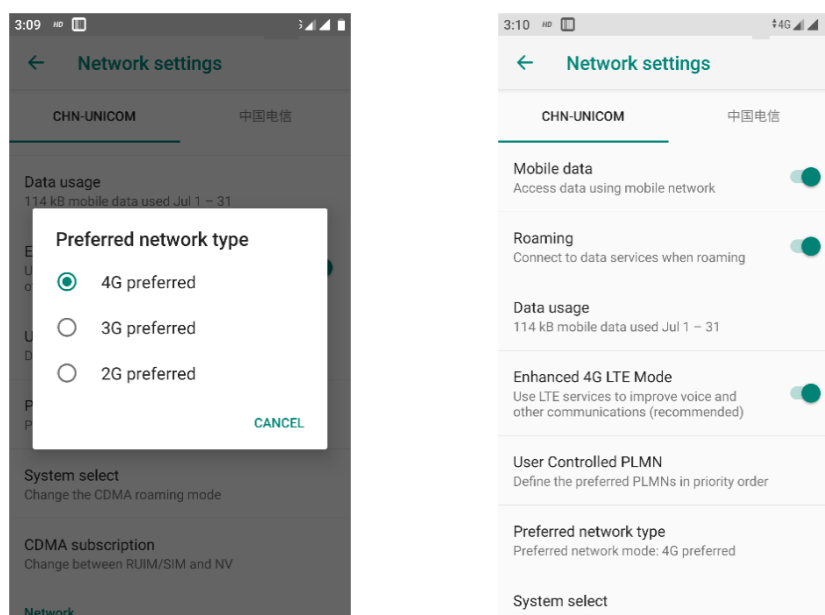 3:09 HD
Network settings
CHN-UNICOM 中国电信
Data usage
114 kB mobile data used Jul 1 – 31
Preferred network type
4G preferred
3G preferred
2G preferred
CANCEL
System select
Change the CDMA roaming mode
CDMA subscription
Change between RUIM/SIM and NV
Network
3:10 HD 4G
Network settings
CHN-UNICOM 中国电信
Mobile data
Access data using mobile network
Roaming
Connect to data services when roaming
Data usage
114 kB mobile data used Jul 1 – 31
Enhanced 4G LTE Mode
Use LTE services to improve voice and
other communications (recommended)
User Controlled PLMN
Define the preferred PLMNs in priority order
Preferred network type
Preferred network mode: 4G preferred
System select